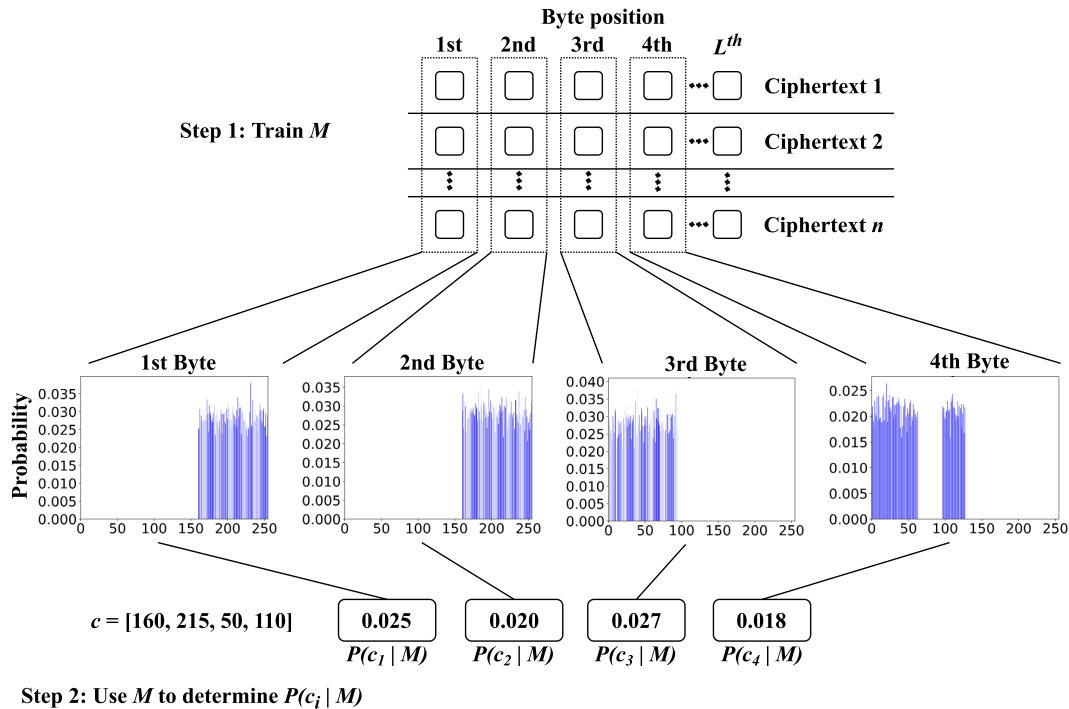 Byte position
1st 2nd 3rd 4th L^th
Ciphertext 1
Step 1: Train M
Ciphertext 2
Ciphertext n
1st Byte 2nd Byte 3rd Byte 4th Byte
Probability
0.035
0.030
0.025
0.020
0.015
0.010
0.005
0.000
0 50 100 150 200 250
0.035
0.030
0.025
0.020
0.015
0.010
0.005
0.000
0 50 100 150 200 250
0.040
0.035
0.030
0.025
0.020
0.015
0.010
0.005
0.000
0 50 100 150 200 250
0.025
0.020
0.015
0.010
0.005
0.000
0 50 100 150 200 250
c = [160, 215, 50, 110] 0.025 0.020 0.027 0.018
P(c₁ | M) P(c₂ | M) P(c₃ | M) P(c₄ | M)
Step 2: Use M to determine P(cᵢ | M)